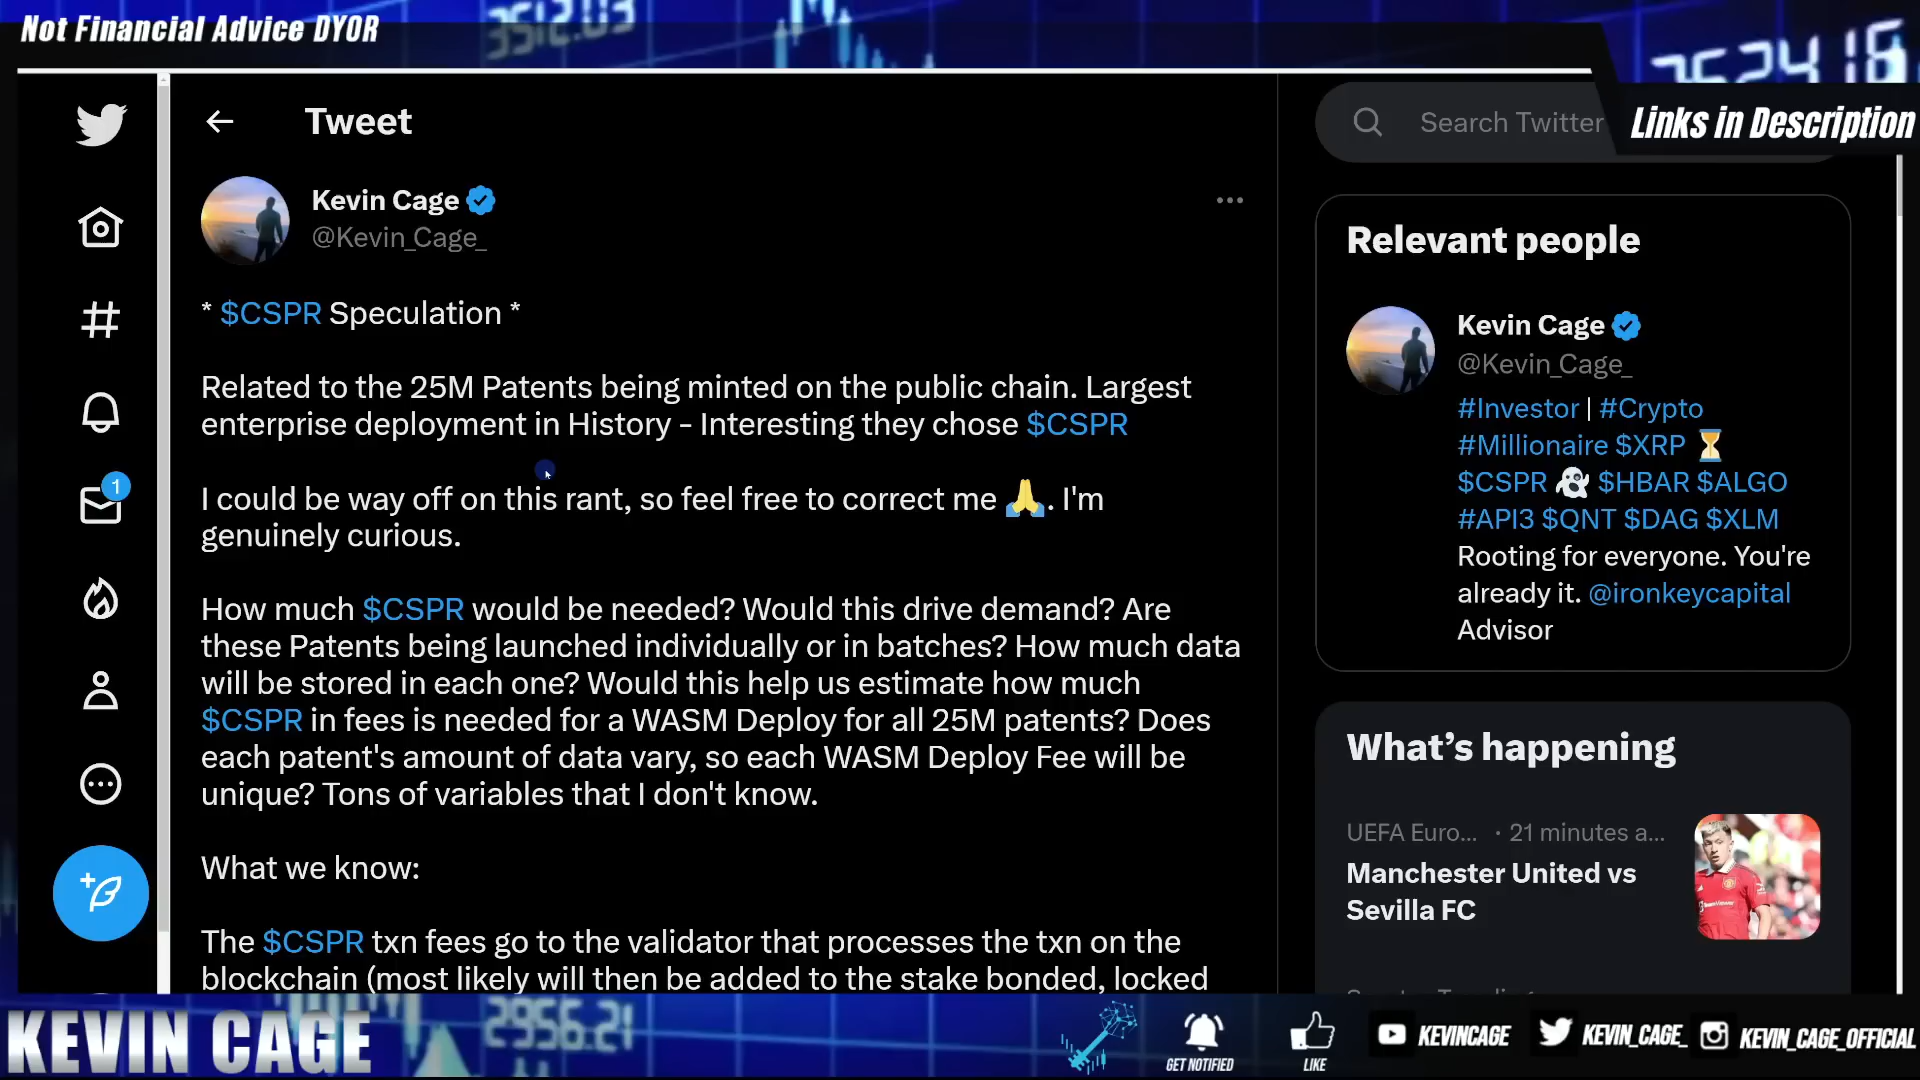 Not Financial Advice DYOR
3512.03
Links in Description
Tweet
Search Twitter
Kevin Cage
@Kevin_Cage_
* $CSPR Speculation *
Related to the 25M Patents being minted on the public chain. Largest
enterprise deployment in History - Interesting they chose $CSPR
I could be way off on this rant, so feel free to correct me 🙏. I'm
genuinely curious.
How much $CSPR would be needed? Would this drive demand? Are
these Patents being launched individually or in batches? How much data
will be stored in each one? Would this help us estimate how much
$CSPR in fees is needed for a WASM Deploy for all 25M patents? Does
each patent's amount of data vary, so each WASM Deploy Fee will be
unique? Tons of variables that I don't know.
What we know:
The $CSPR txn fees go to the validator that processes the txn on the
blockchain (most likely will then be added to the stake bonded, locked
1
Relevant people
Kevin Cage
@Kevin_Cage_
#Investor | #Crypto
#Millionaire $XRP ⏳
$CSPR 👻 $HBAR $ALGO
#API3 $QNT $DAG $XLM
Rooting for everyone. You're
already it. @ironkeycapital
Advisor
What's happening
UEFA Euro... · 21 minutes a...
Manchester United vs
Sevilla FC
KEVIN CAGE
2956.21
GET NOTIFIED
LIKE
KEVINCAGE
KEVIN_CAGE_
KEVIN_CAGE_OFFICIAL